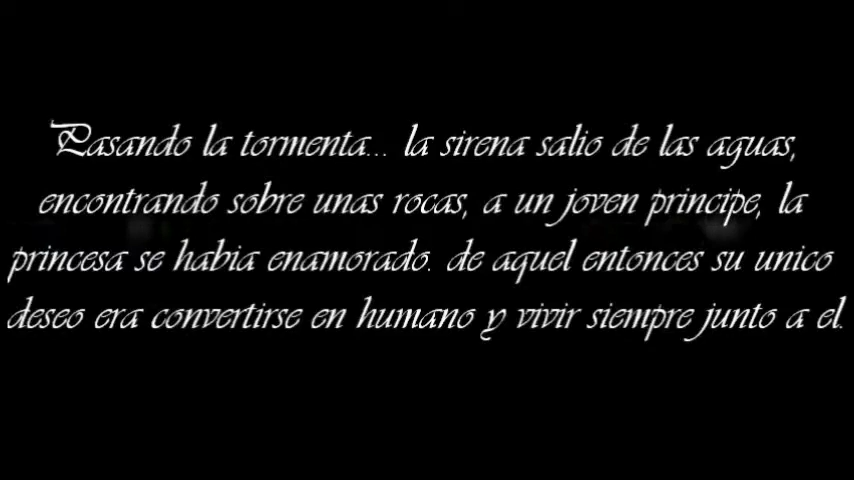 Pasando la tormenta... la sirena salio de las aguas,
encontrando sobre unas rocas, a un joven principe, la
princesa se habia enamorado. de aquel entonces su unico
deseo era convertirse en humano y vivir siempre junto a el.